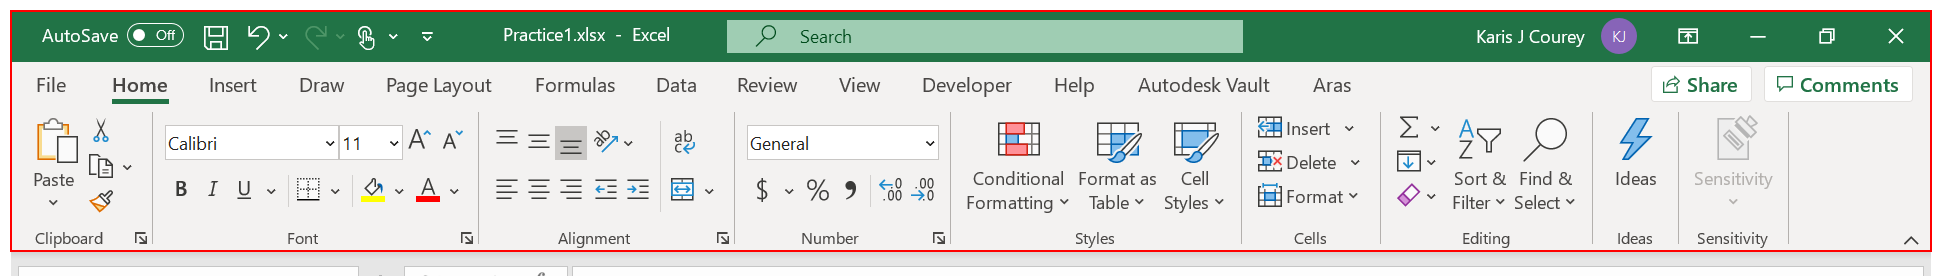 AutoSave Off Practice1.xlsx - Excel Search Karis J Courey KJ
File Home Insert Draw Page Layout Formulas Data Review View Developer Help Autodesk Vault Aras Share Comments
Paste
Clipboard
Calibri 11 A A
B I U A
Font
ab
ab
c
Alignment
General
$ % , .0 .00 .00 .0
Number
Conditional Formatting
Format as Table
Cell Styles
Styles
Insert
Delete
Format
Cells
Σ
A Z
Sort & Filter
Find & Select
Editing
Ideas
Ideas
Sensitivity
Sensitivity